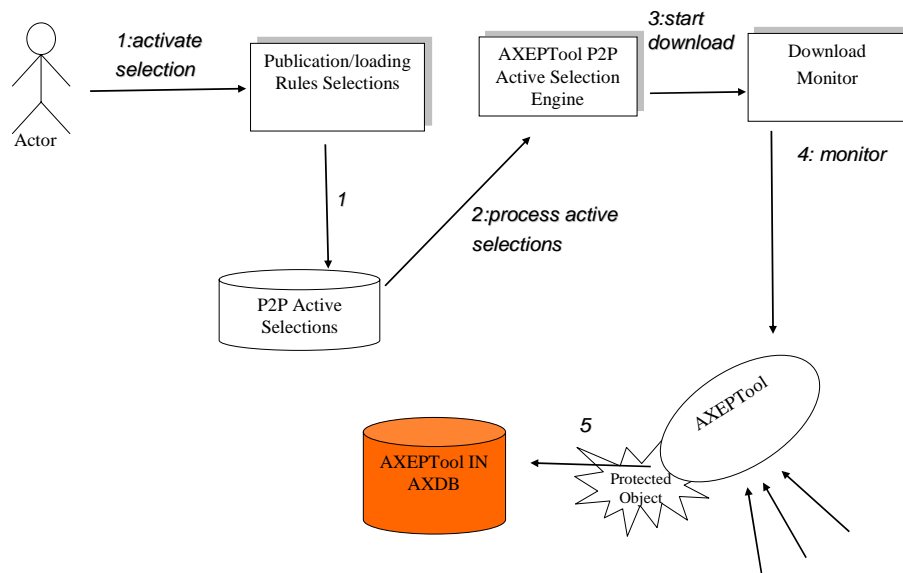 1:activate
selection
Actor
Publication/loading
Rules Selections
AXEPTool P2P
Active Selection
Engine
3:start
download
Download
Monitor
4: monitor
1
2:process active
selections
P2P Active
Selections
AXEPTool
5
Protected
Object
AXEPTool IN
AXDB